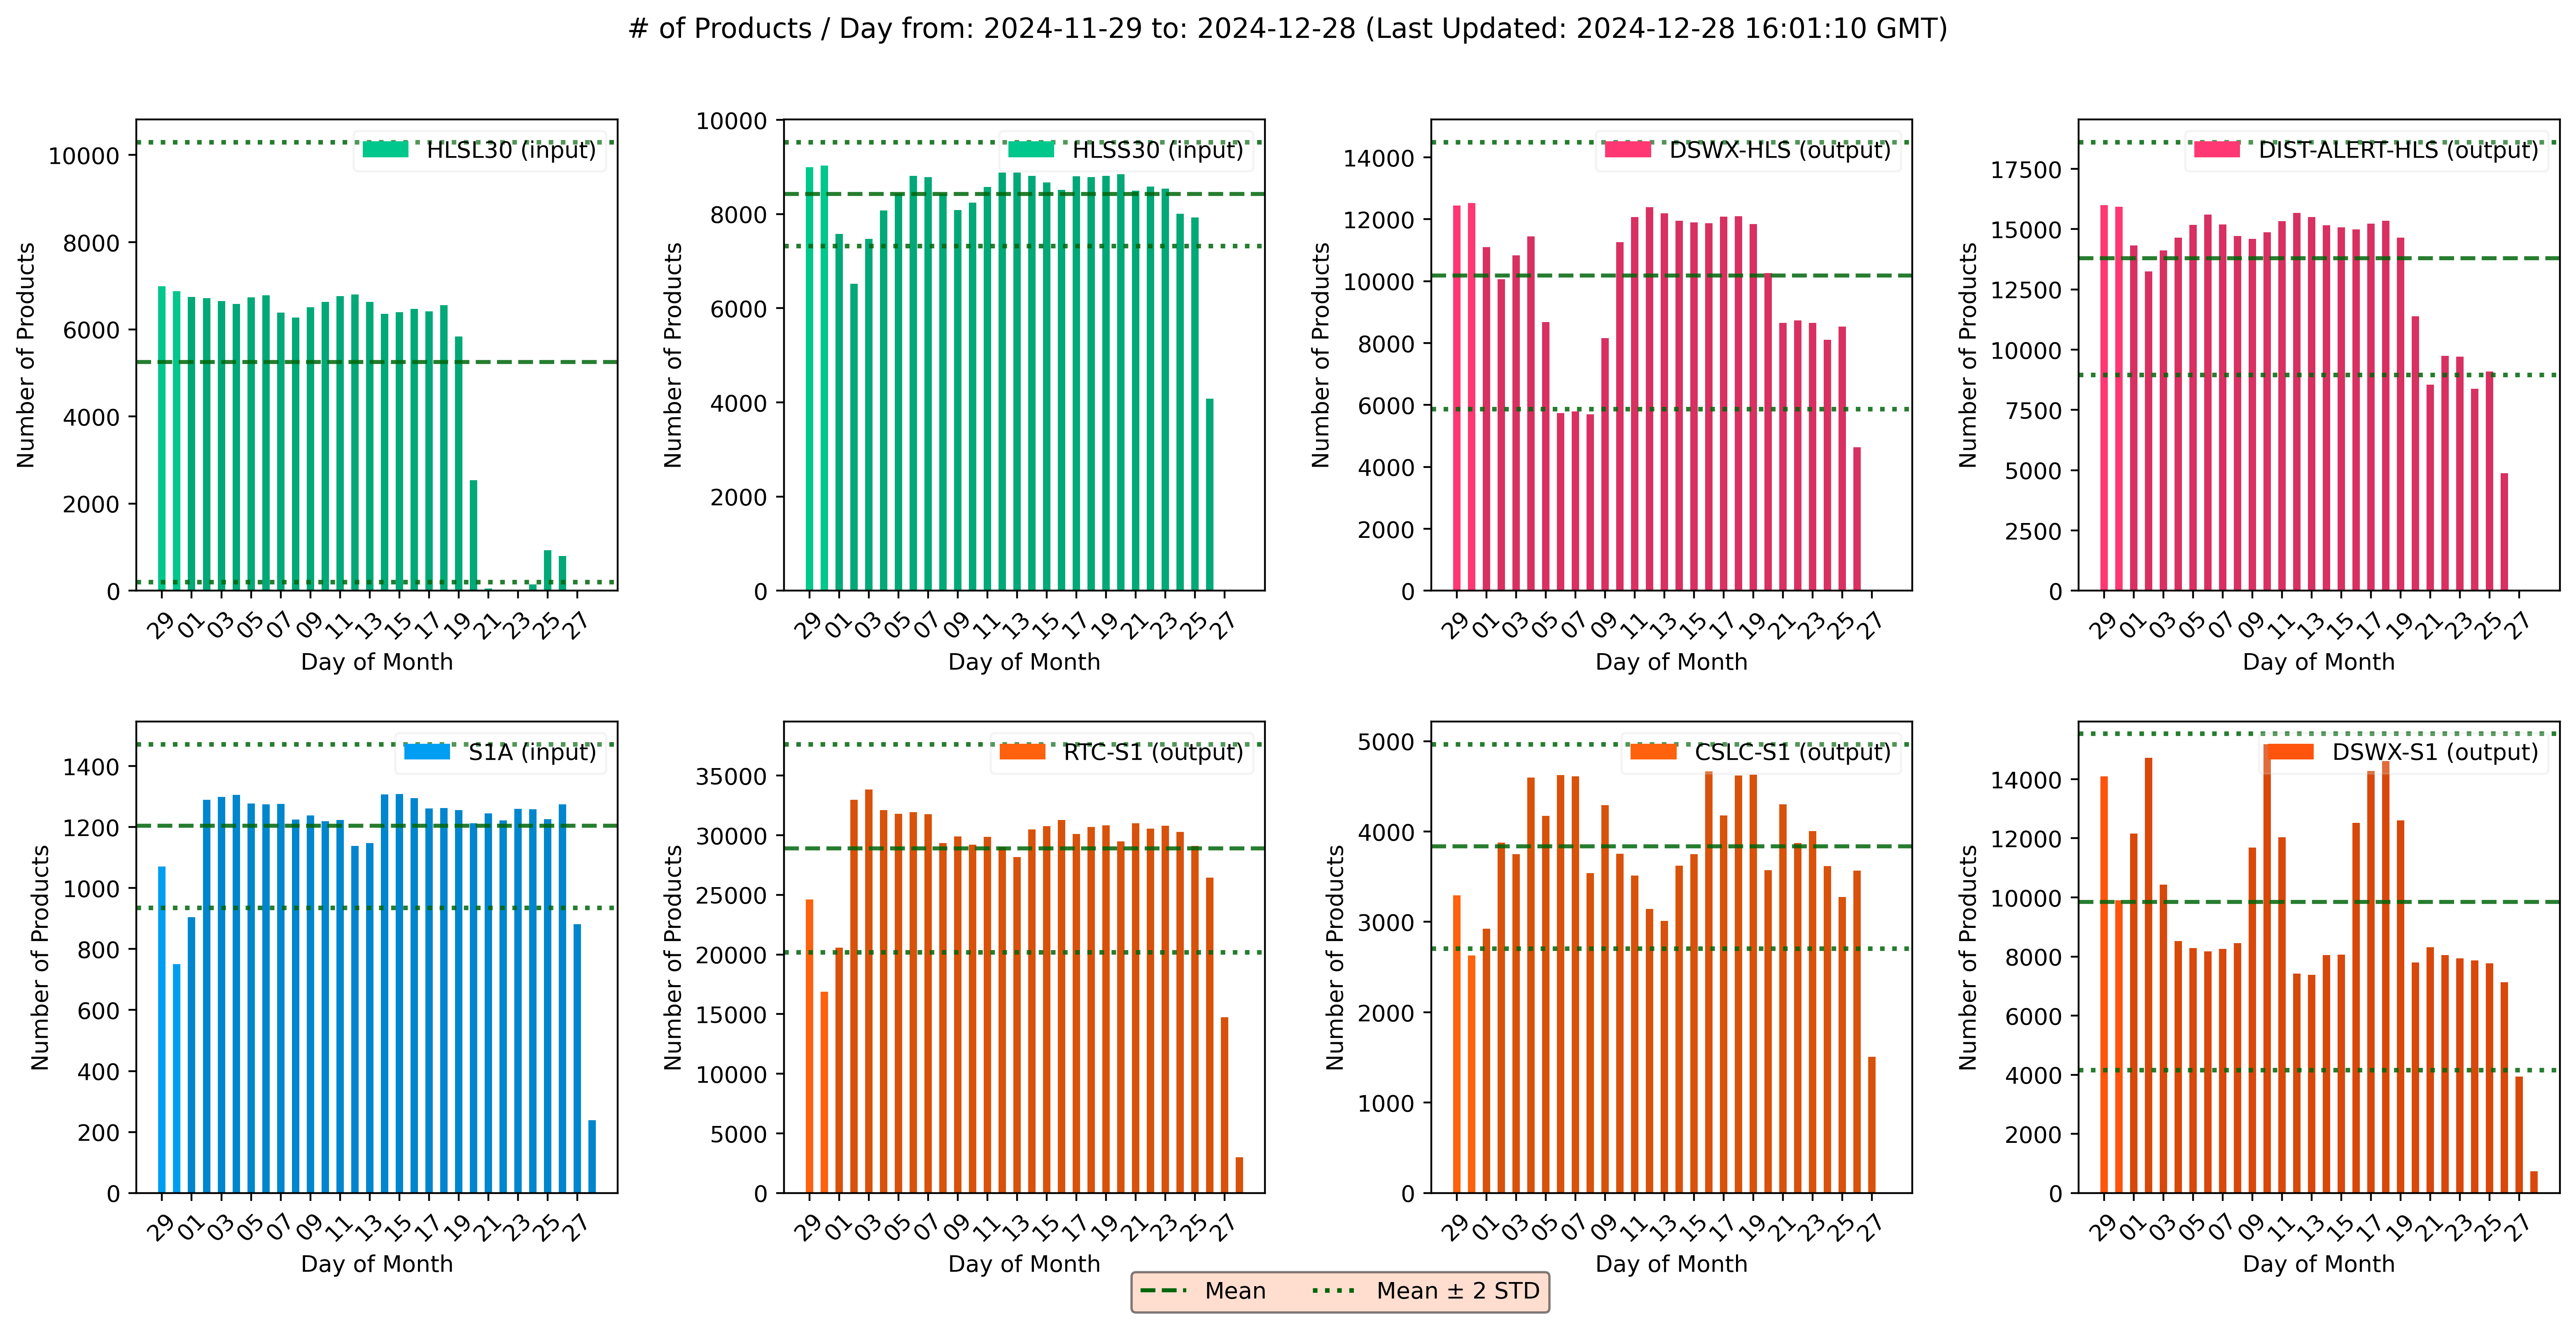 # of Products / Day from: 2024-11-29 to: 2024-12-28 (Last Updated: 2024-12-28 16:01:10 GMT)
HLSL30 (input)
Number of Products
10000
8000
6000
4000
2000
0
29 01 03 05 07 09 11 13 15 17 19 21 23 25 27
Day of Month
HLSS30 (input)
Number of Products
10000
8000
6000
4000
2000
0
29 01 03 05 07 09 11 13 15 17 19 21 23 25 27
Day of Month
DSWX-HLS (output)
Number of Products
14000
12000
10000
8000
6000
4000
2000
0
29 01 03 05 07 09 11 13 15 17 19 21 23 25 27
Day of Month
DIST-ALERT-HLS (output)
Number of Products
17500
15000
12500
10000
7500
5000
2500
0
29 01 03 05 07 09 11 13 15 17 19 21 23 25 27
Day of Month
S1A (input)
Number of Products
1400
1200
1000
800
600
400
200
0
29 01 03 05 07 09 11 13 15 17 19 21 23 25 27
Day of Month
RTC-S1 (output)
Number of Products
35000
30000
25000
20000
15000
10000
5000
0
29 01 03 05 07 09 11 13 15 17 19 21 23 25 27
Day of Month
CSLC-S1 (output)
Number of Products
5000
4000
3000
2000
1000
0
29 01 03 05 07 09 11 13 15 17 19 21 23 25 27
Day of Month
DSWX-S1 (output)
Number of Products
14000
12000
10000
8000
6000
4000
2000
0
29 01 03 05 07 09 11 13 15 17 19 21 23 25 27
Day of Month
Mean
Mean ± 2 STD